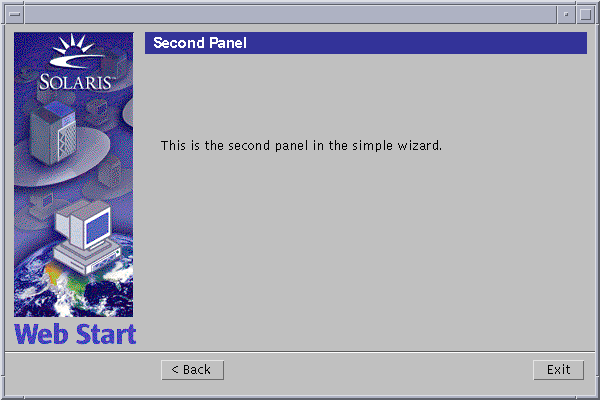 Second Panel
SOLARIS™
This is the second panel in the simple wizard.
Web Start
< Back
Exit